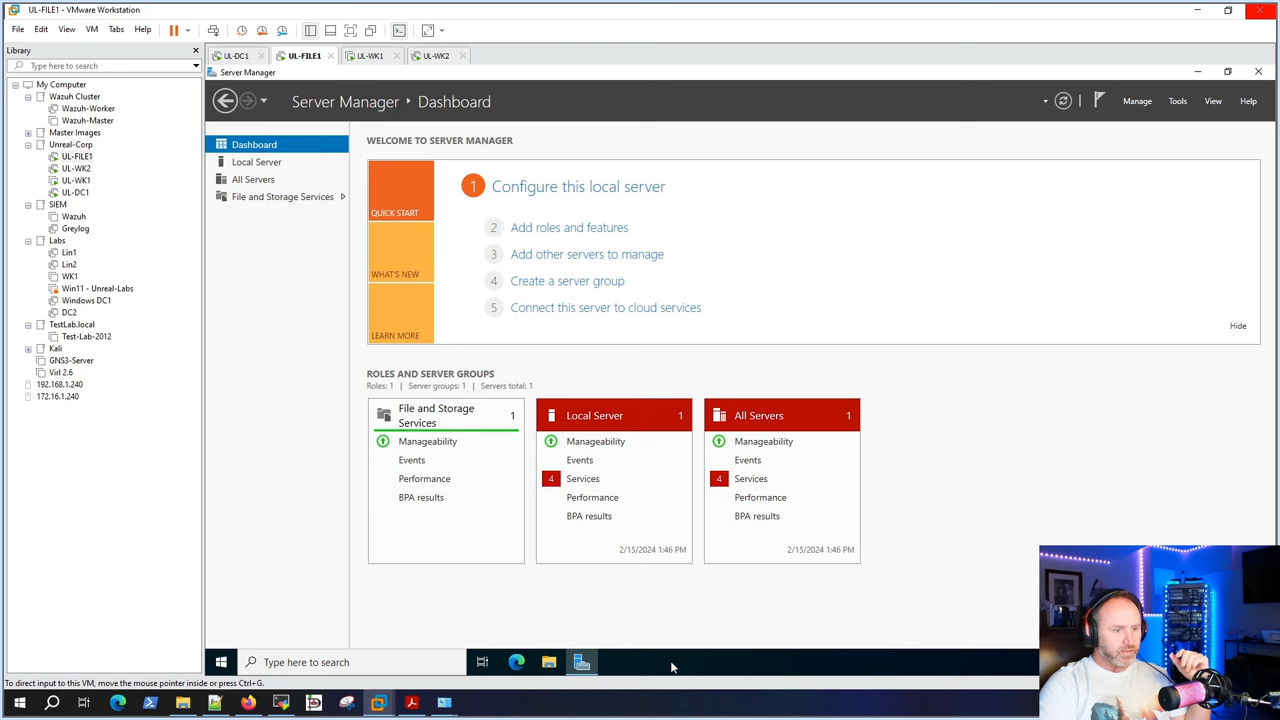 UL-FILE1 - VMware Workstation
File Edit View VM Tabs Help
Library
Type here to search
My Computer
Wazuh Cluster
Wazuh-Worker
Wazuh-Master
Master Images
Unreal-Corp
UL-FILE1
UL-WK2
UL-WK1
UL-DC1
SIEM
Wazuh
Greylog
Labs
Lin1
Lin2
WK1
Win11 - Unreal-Labs
Windows DC1
DC2
TestLab.local
Test-Lab-2012
Kali
GNS3-Server
Virl 2.6
192.168.1.240
172.16.1.240
UL-DC1 UL-FILE1 UL-WK1 UL-WK2
Server Manager
Server Manager Dashboard
Manage Tools View Help
Dashboard
Local Server
All Servers
File and Storage Services
WELCOME TO SERVER MANAGER
QUICK START
WHAT'S NEW
LEARN MORE
1 Configure this local server
2 Add roles and features
3 Add other servers to manage
4 Create a server group
5 Connect this server to cloud services
Hide
ROLES AND SERVER GROUPS
Roles: 1 | Server groups: 1 | Servers total: 1
File and Storage Services 1
Manageability
Events
Performance
BPA results
Local Server 1
Manageability
Events
4 Services
Performance
BPA results
2/15/2024 1:46 PM
All Servers 1
Manageability
Events
4 Services
Performance
BPA results
2/15/2024 1:46 PM
Type here to search
To direct input to this VM, move the mouse pointer inside or press Ctrl+G.